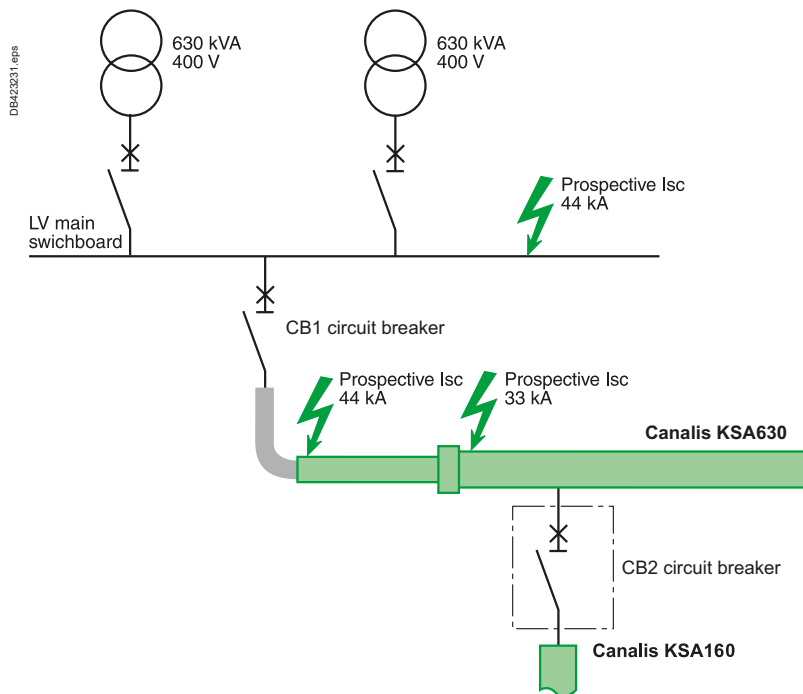 DB423231.eps
630 kVA
400 V
630 kVA
400 V
Prospective Isc
44 kA
LV main
swichboard
CB1 circuit breaker
Prospective Isc
44 kA
Prospective Isc
33 kA
Canalis KSA630
CB2 circuit breaker
Canalis KSA160